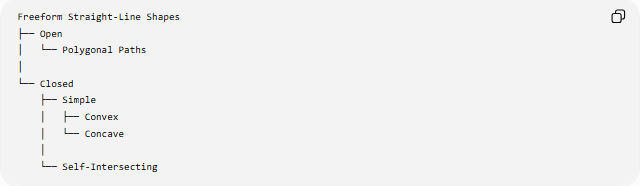 Freeform Straight-Line Shapes
├── Open
│   └── Polygonal Paths
│
└── Closed
    ├── Simple
    │   ├── Convex
    │   └── Concave
    │
    └── Self-Intersecting